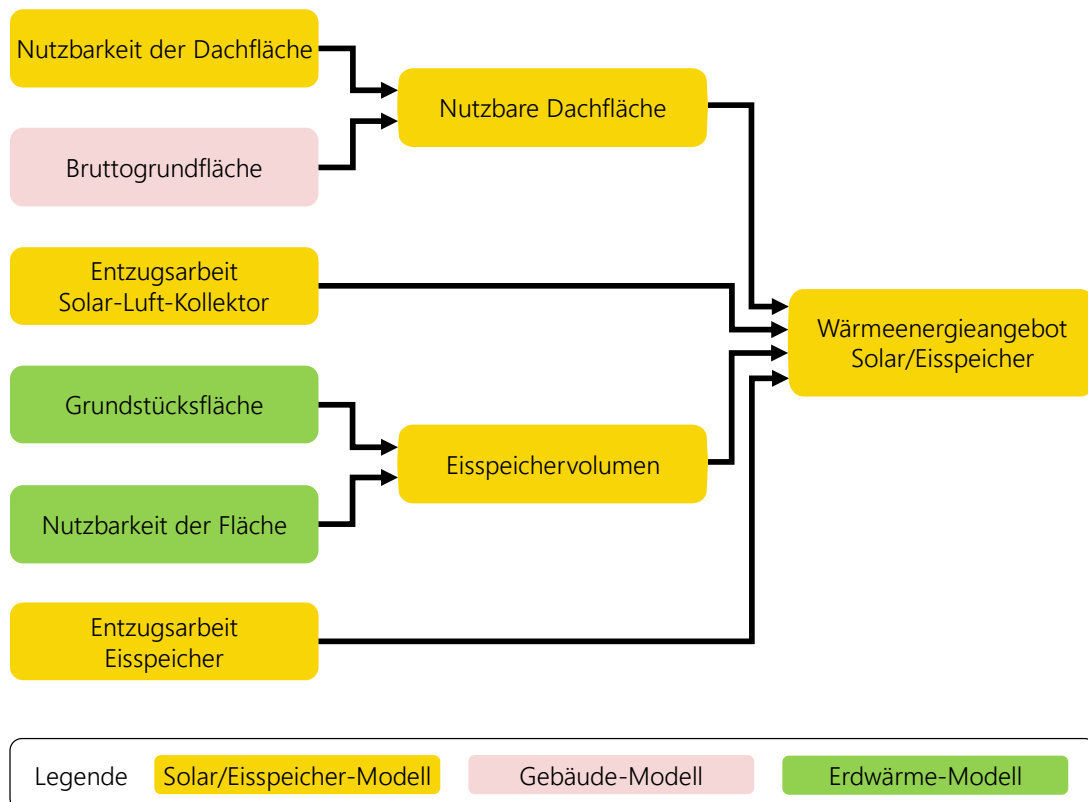 Nutzbarkeit der Dachfläche
Nutzbare Dachfläche
Bruttogrundfläche
Entzugsarbeit
Solar-Luft-Kollektor
Wärmeenergieangebot
Solar/Eisspeicher
Grundstücksfläche
Eisspeichervolumen
Nutzbarkeit der Fläche
Entzugsarbeit
Eisspeicher
Legende
Solar/Eisspeicher-Modell
Gebäude-Modell
Erdwärme-Modell